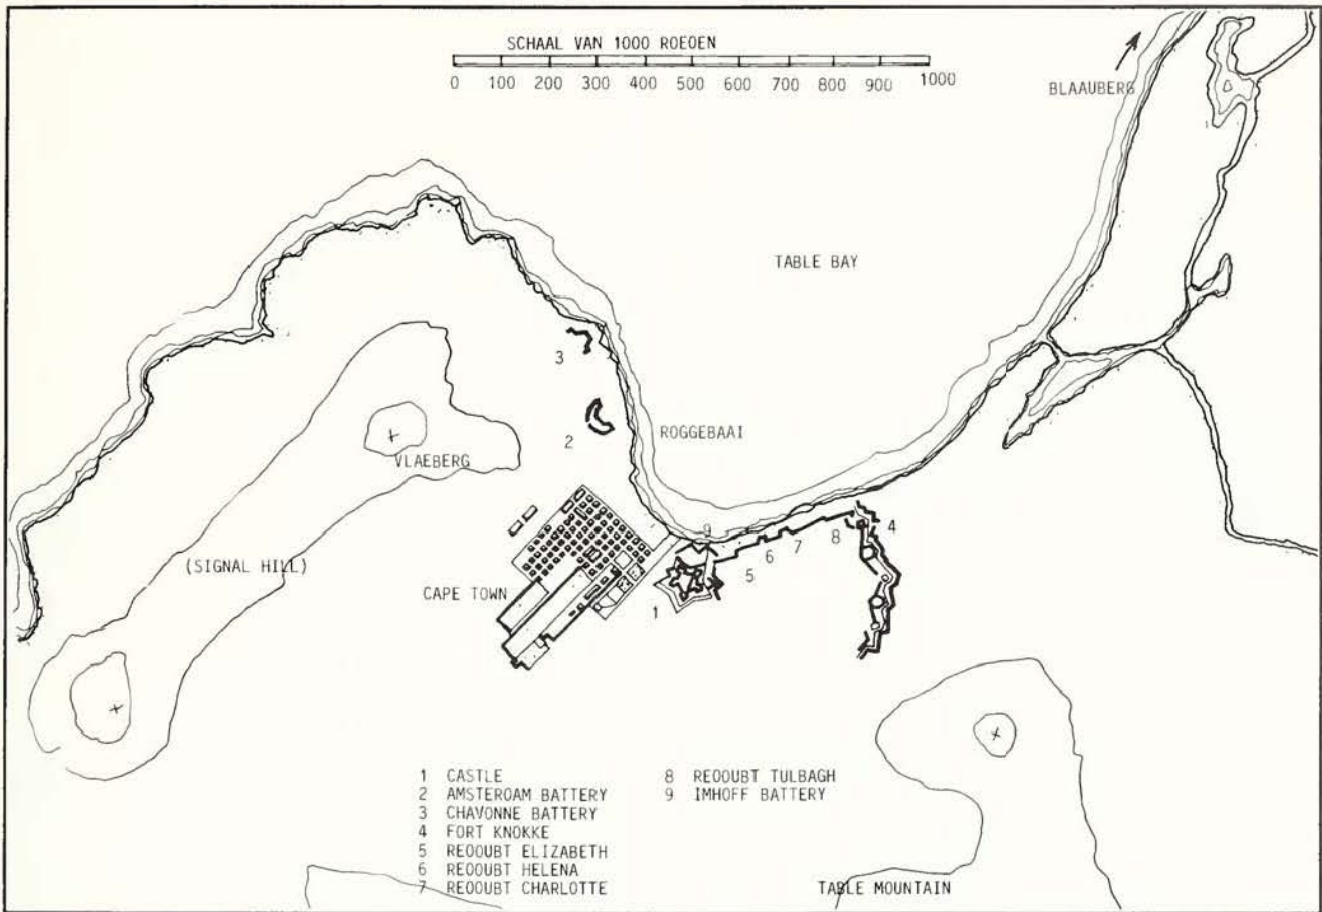 SCHAAL VAN 1000 ROEOEN
0 100 200 300 400 500 600 700 800 900 1000
BLAAUBERG
TABLE BAY
3
2
ROGGEBAAI
VLAEBERG
(SIGNAL HILL)
CAPE TOWN
1
9
5
6
7
8
4
1 CASTLE
2 AMSTEROAM BATTERY
3 CHAVONNE BATTERY
4 FORT KNOKKE
5 REOOUBT ELIZABETH
6 REOOUBT HELENA
7 REOOUBT CHARLOTTE
8 REOOUBT TULBAGH
9 IMHOFF BATTERY
TABLE MOUNTAIN